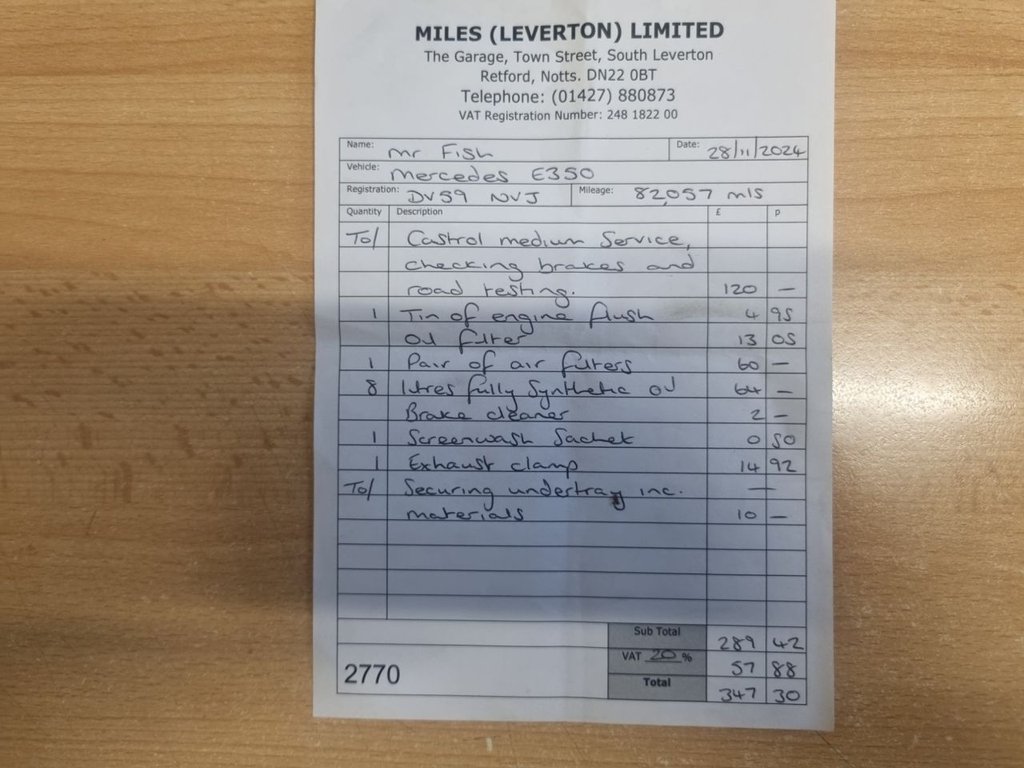 MILES (LEVERTON) LIMITED
The Garage, Town Street, South Leverton
Retford, Notts. DN22 0BT
Telephone: (01427) 880873
VAT Registration Number: 248 1822 00
Name: Mr Fish Date: 28/11/2024
Vehicle: Mercedes E350
Registration: DV59 NVJ Mileage: 82,057 mls
Quantity Description £ P
To/ Castrol medium Service,
checking brakes and
road testing. 120 —
1 Tin of engine flush 4 95
Oil filter 13 05
1 Pair of air filters 60 —
8 litres fully Synthetic oil 64 —
Brake cleaner 2 —
1 Screenwash Sachet 0 50
1 Exhaust clamp 14 92
To/ Securing undertray inc. —
materials 10 —
Sub Total 289 42
VAT 20 % 57 88
Total 347 30
2770